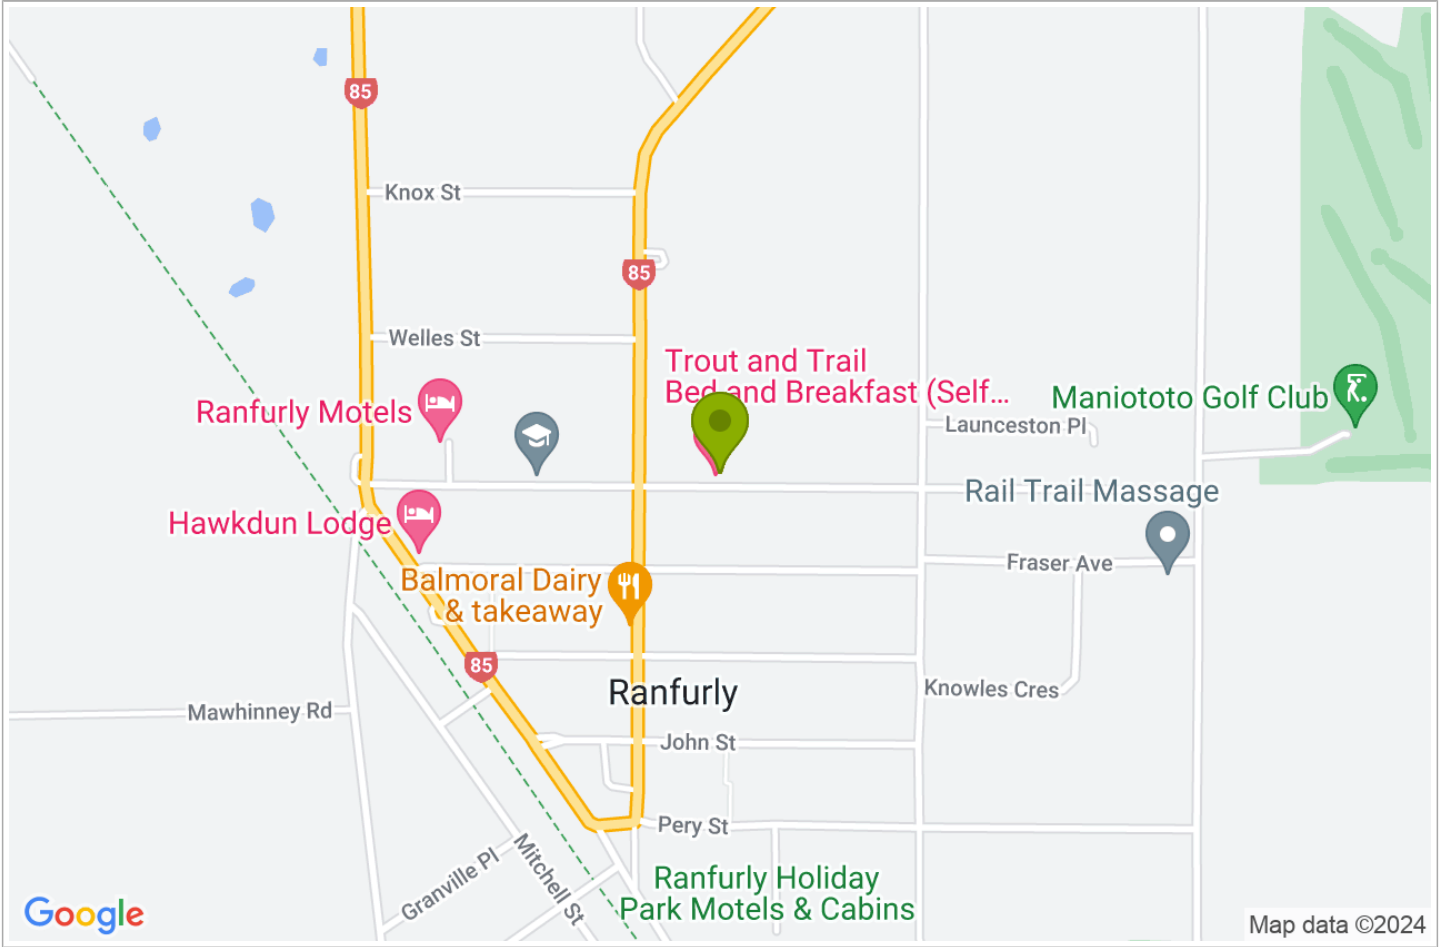 85
Knox St
85
Welles St
Trout and Trail
Bed and Breakfast (Self...
Ranfurly Motels
Maniototo Golf Club
Launceston Pl
Rail Trail Massage
Hawkdun Lodge
Fraser Ave
Balmoral Dairy
& takeaway
85
Ranfurly
Knowles Cres
Mawhinney Rd
John St
Pery St
Mitchell St
Granville Pl
Ranfurly Holiday
Park Motels & Cabins
Google
Map data ©2024